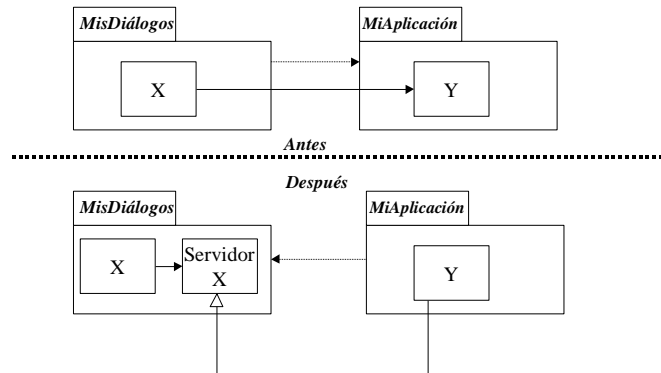 MisDiálogos
MiAplicación
X
Y
Antes
Después
MisDiálogos
MiAplicación
X
Servidor
X
Y